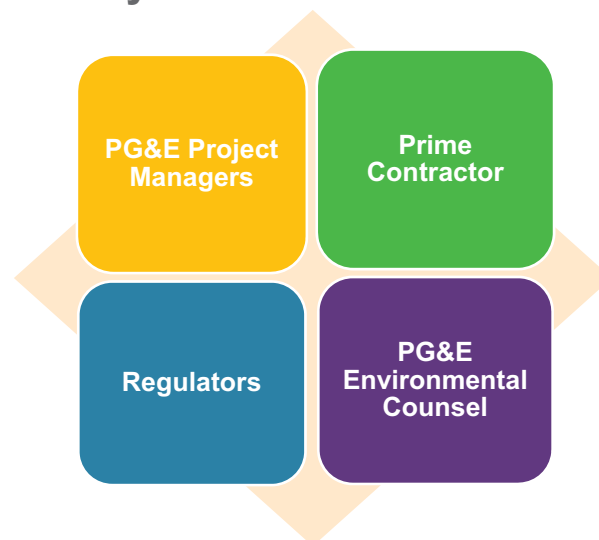 PG&E Project
Managers
Prime
Contractor
Regulators
PG&E
Environmental
Counsel